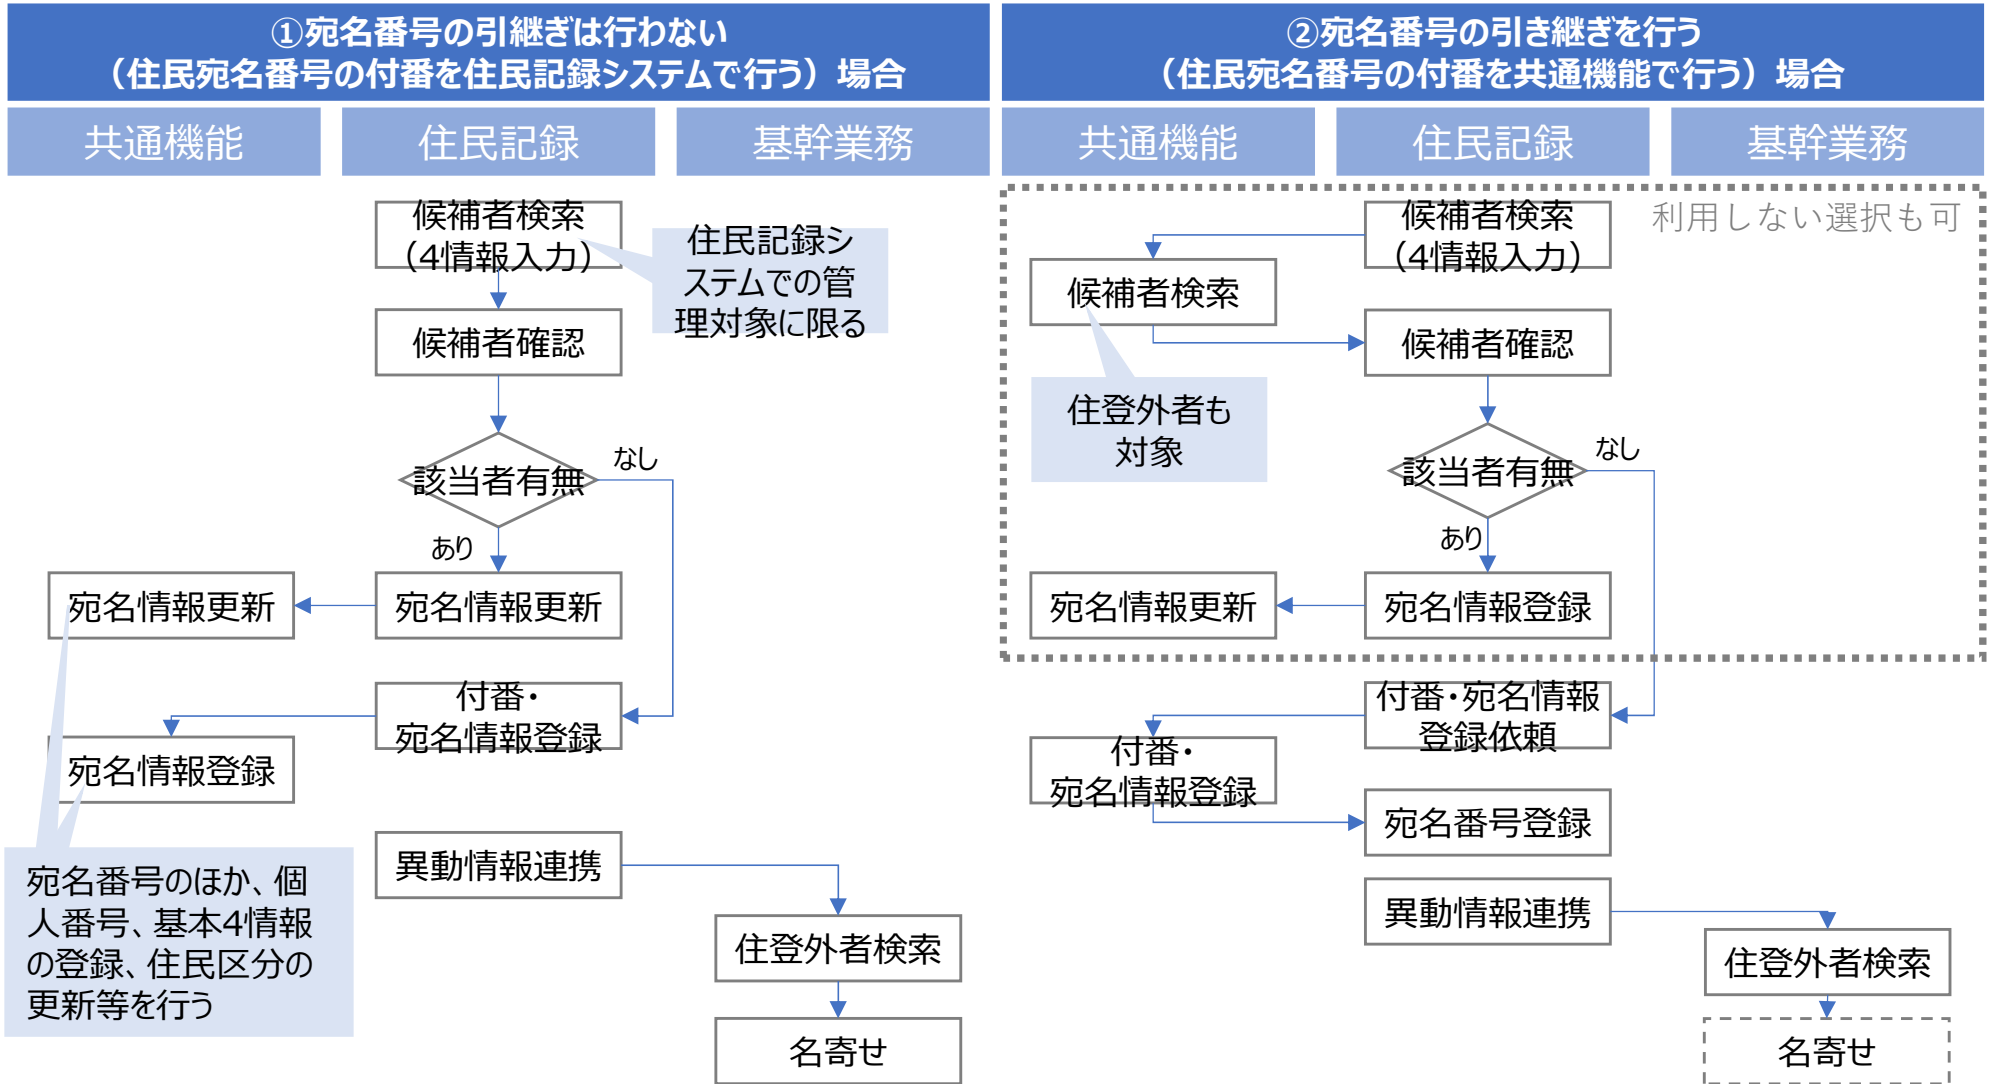 ①宛名番号の引継ぎは行わない
（住民宛名番号の付番を住民記録システムで行う）場合
共通機能
住民記録
基幹業務
候補者検索
（4情報入力）
住民記録シ
ステムでの管
理対象に限る
候補者確認
該当者有無
なし
あり
宛名情報更新
宛名情報更新
付番・
宛名情報登録
宛名情報登録
宛名番号のほか、個
人番号、基本4情報
の登録、住民区分の
更新等を行う
異動情報連携
住登外者検索
名寄せ
②宛名番号の引き継ぎを行う
（住民宛名番号の付番を共通機能で行う）場合
共通機能
住民記録
基幹業務
利用しない選択も可
候補者検索
（4情報入力）
候補者検索
候補者確認
住登外者も
対象
該当者有無
なし
あり
宛名情報更新
宛名情報登録
付番・宛名情報
登録依頼
付番・
宛名情報登録
宛名番号登録
異動情報連携
住登外者検索
名寄せ